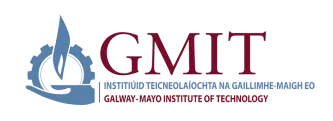 GMIT
INSTITIÚID TEICNEOLAÍOCHTA NA GAILLIMHE-MAIGH EO
GALWAY-MAYO INSTITUTE OF TECHNOLOGY